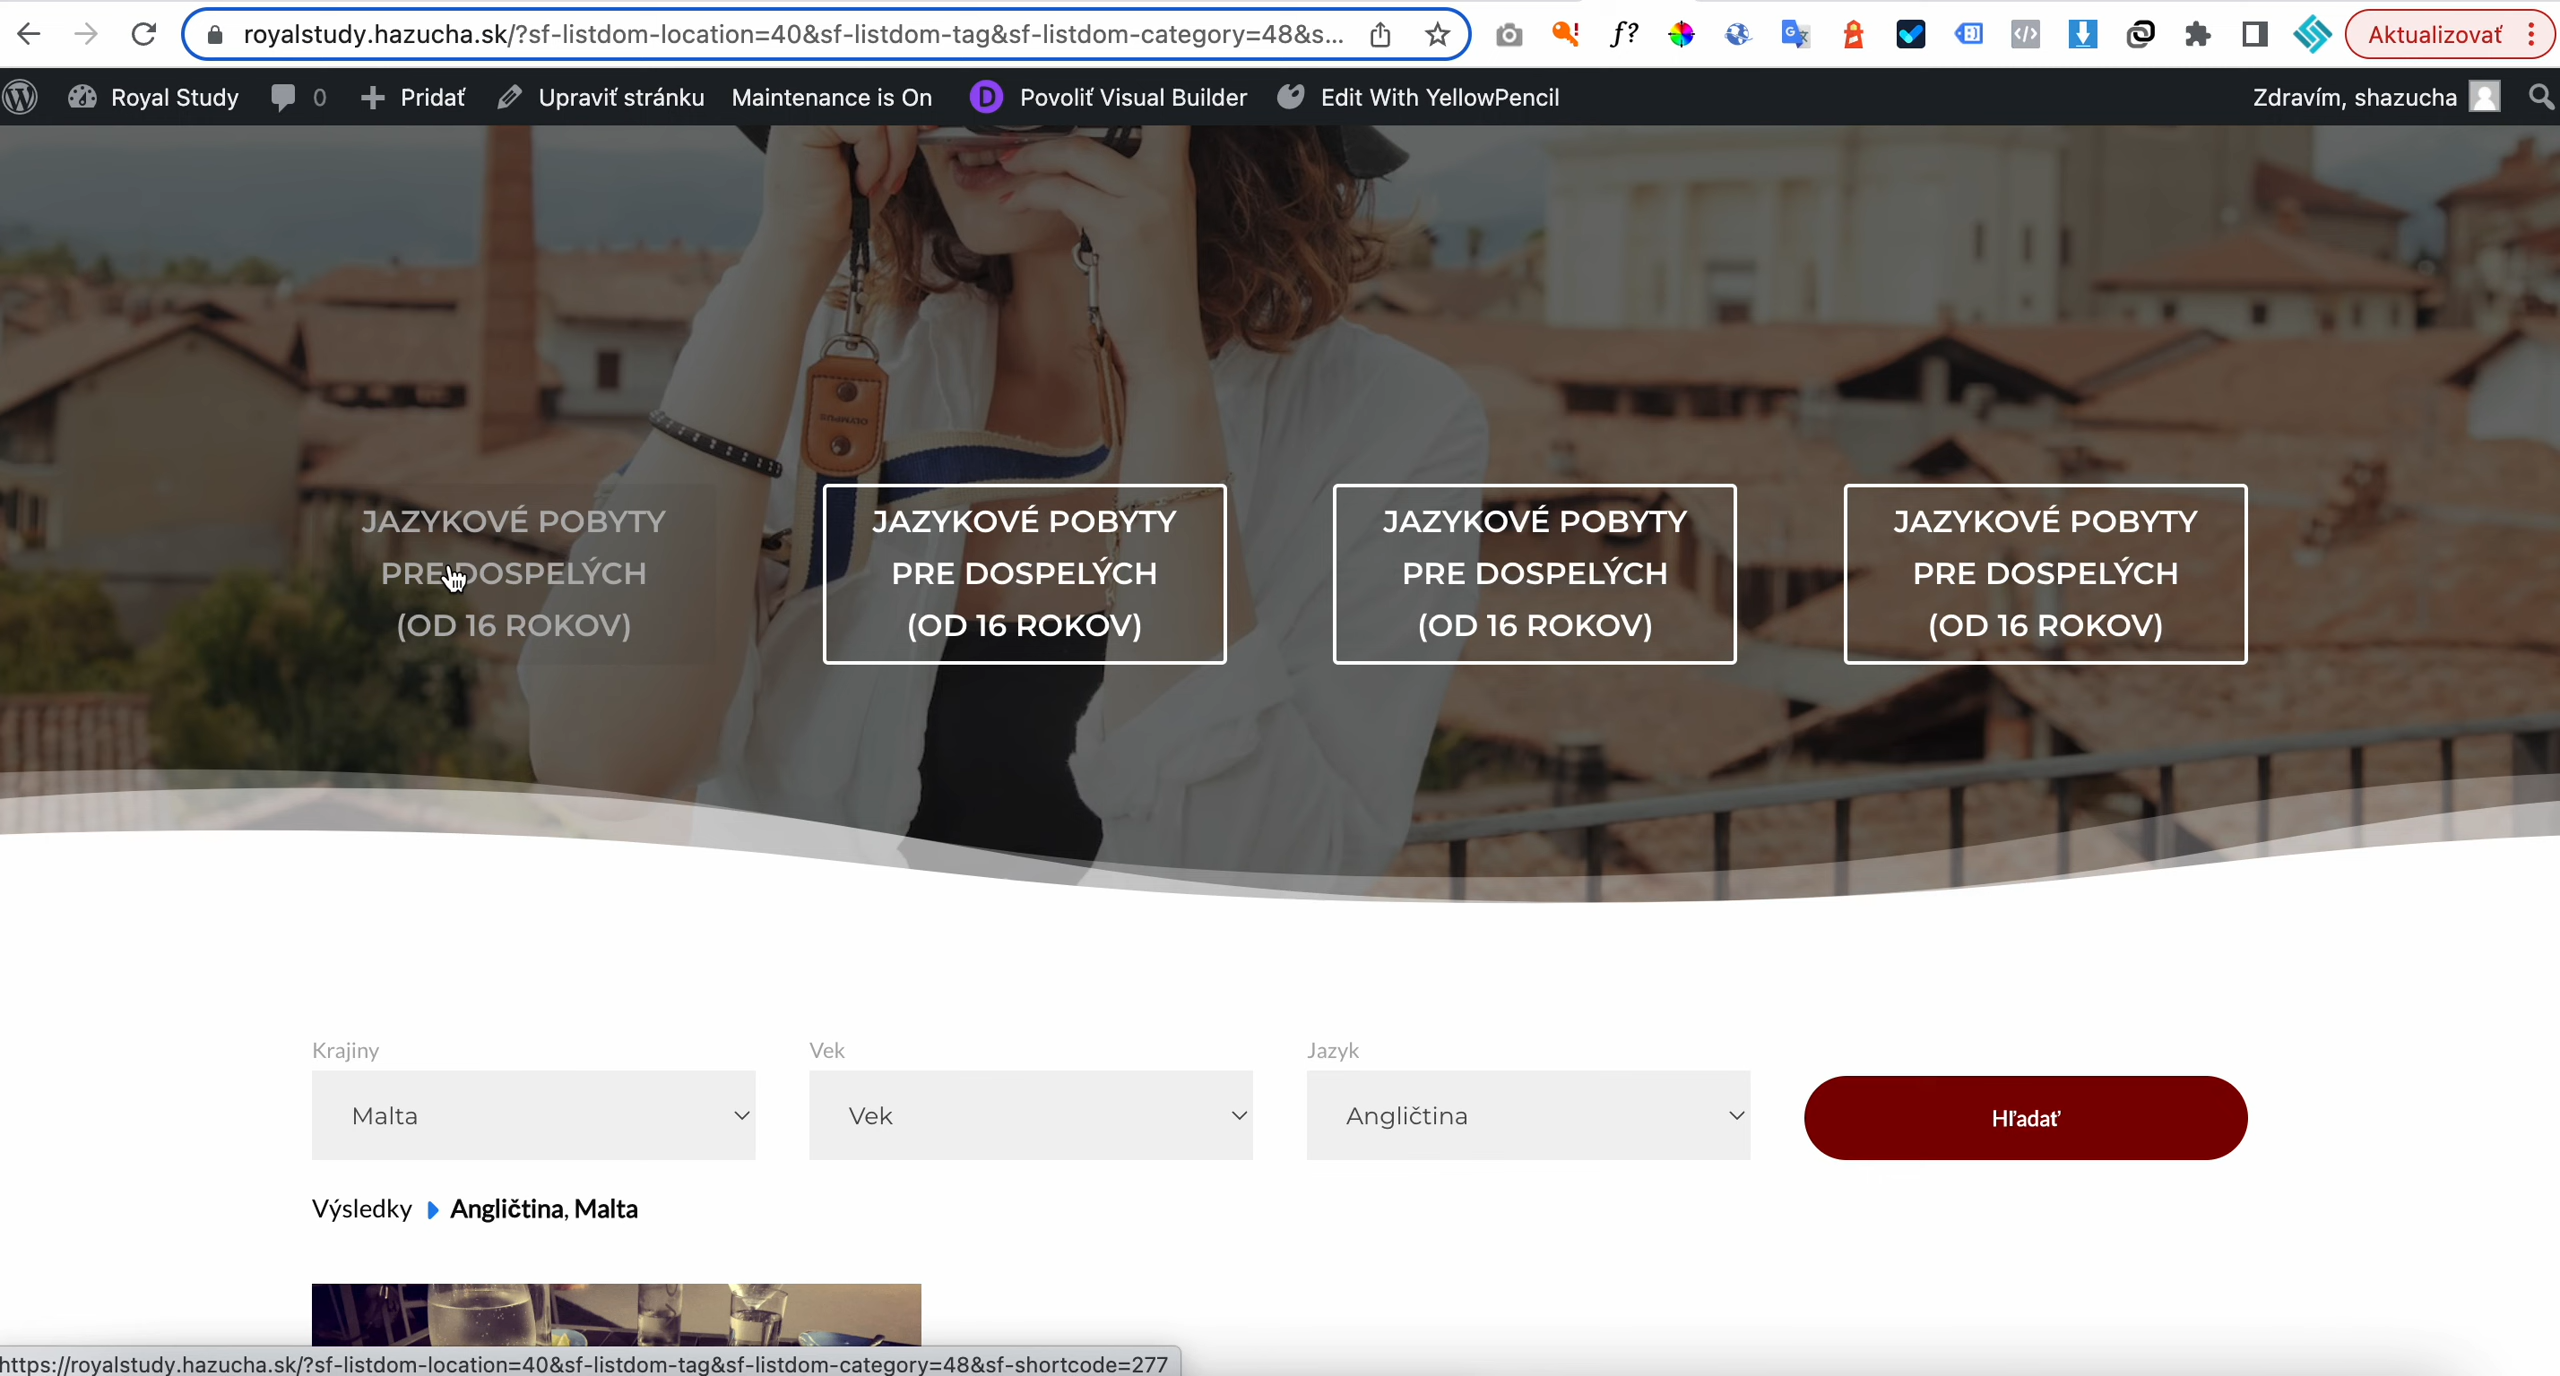 royalstudy.hazucha.sk/?sf-listdom-location=40&sf-listdom-tag&sf-listdom-category=48&s...
Aktualizovať
Royal Study 0 Pridať Upraviť stránku Maintenance is On Povoliť Visual Builder Edit With YellowPencil Zdravím, shazucha
OLYMPUS
JAZYKOVÉ POBYTY
PRE DOSPELÝCH
(OD 16 ROKOV)
JAZYKOVÉ POBYTY
PRE DOSPELÝCH
(OD 16 ROKOV)
JAZYKOVÉ POBYTY
PRE DOSPELÝCH
(OD 16 ROKOV)
JAZYKOVÉ POBYTY
PRE DOSPELÝCH
(OD 16 ROKOV)
Krajiny Vek Jazyk
Malta Vek Angličtina Hľadať
Výsledky Angličtina, Malta
https://royalstudy.hazucha.sk/?sf-listdom-location=40&sf-listdom-tag&sf-listdom-category=48&sf-shortcode=277